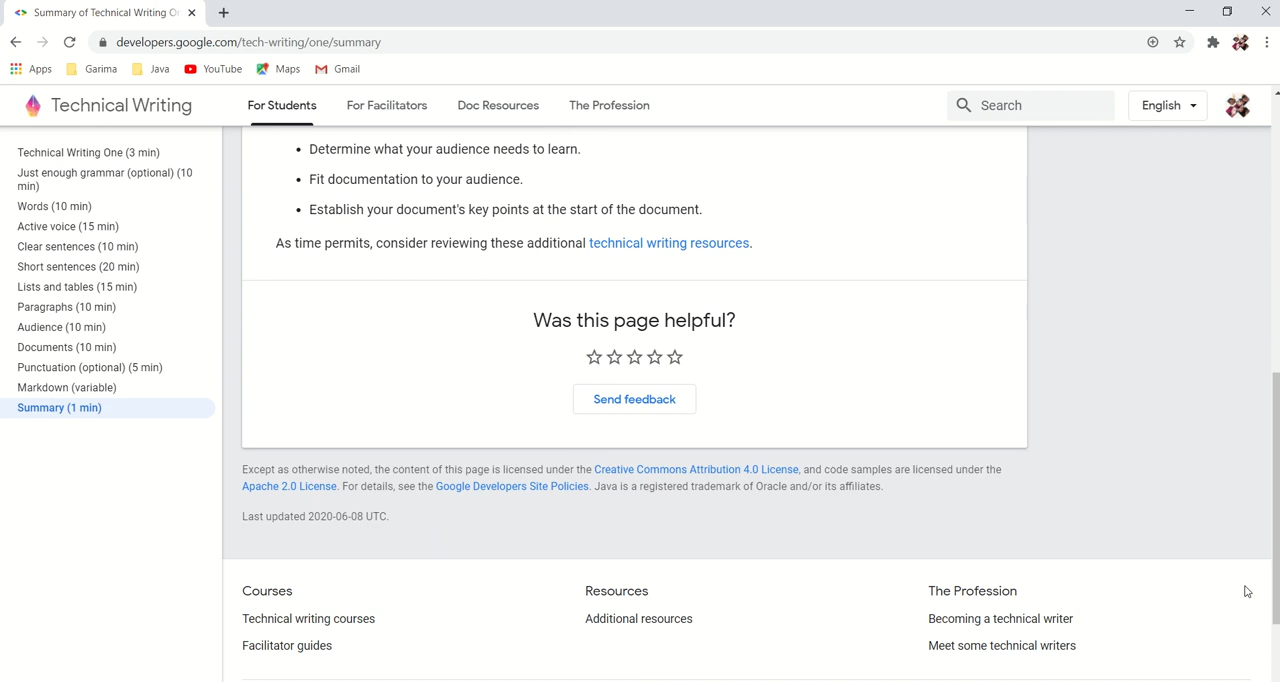 Summary of Technical Writing O
developers.google.com/tech-writing/one/summary
Apps Garima Java YouTube Maps Gmail
Technical Writing For Students For Facilitators Doc Resources The Profession Search English
Technical Writing One (3 min)
Just enough grammar (optional) (10
min)
Words (10 min)
Active voice (15 min)
Clear sentences (10 min)
Short sentences (20 min)
Lists and tables (15 min)
Paragraphs (10 min)
Audience (10 min)
Documents (10 min)
Punctuation (optional) (5 min)
Markdown (variable)
Summary (1 min)
• Determine what your audience needs to learn.
• Fit documentation to your audience.
• Establish your document's key points at the start of the document.
As time permits, consider reviewing these additional technical writing resources.
Was this page helpful?
Send feedback
Except as otherwise noted, the content of this page is licensed under the Creative Commons Attribution 4.0 License, and code samples are licensed under the
Apache 2.0 License. For details, see the Google Developers Site Policies. Java is a registered trademark of Oracle and/or its affiliates.
Last updated 2020-06-08 UTC.
Courses
Technical writing courses
Facilitator guides
Resources
Additional resources
The Profession
Becoming a technical writer
Meet some technical writers